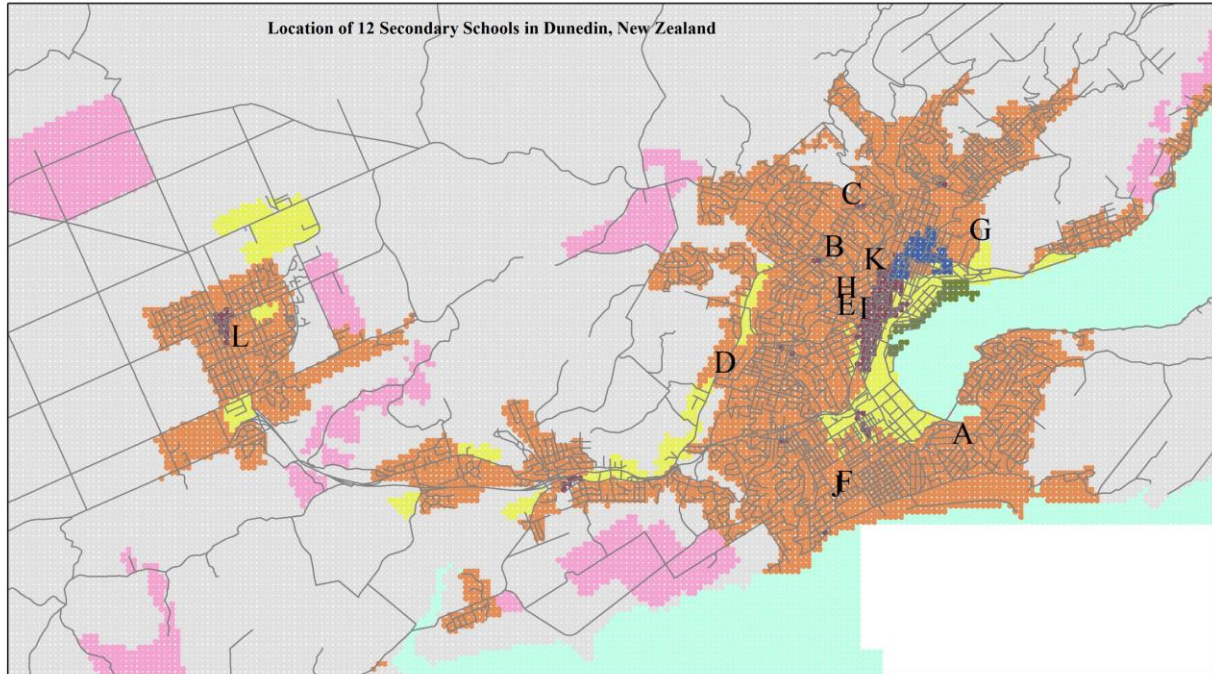 Location of 12 Secondary Schools in Dunedin, New Zealand
C
G
B
K
H
E I
L
D
A
J F